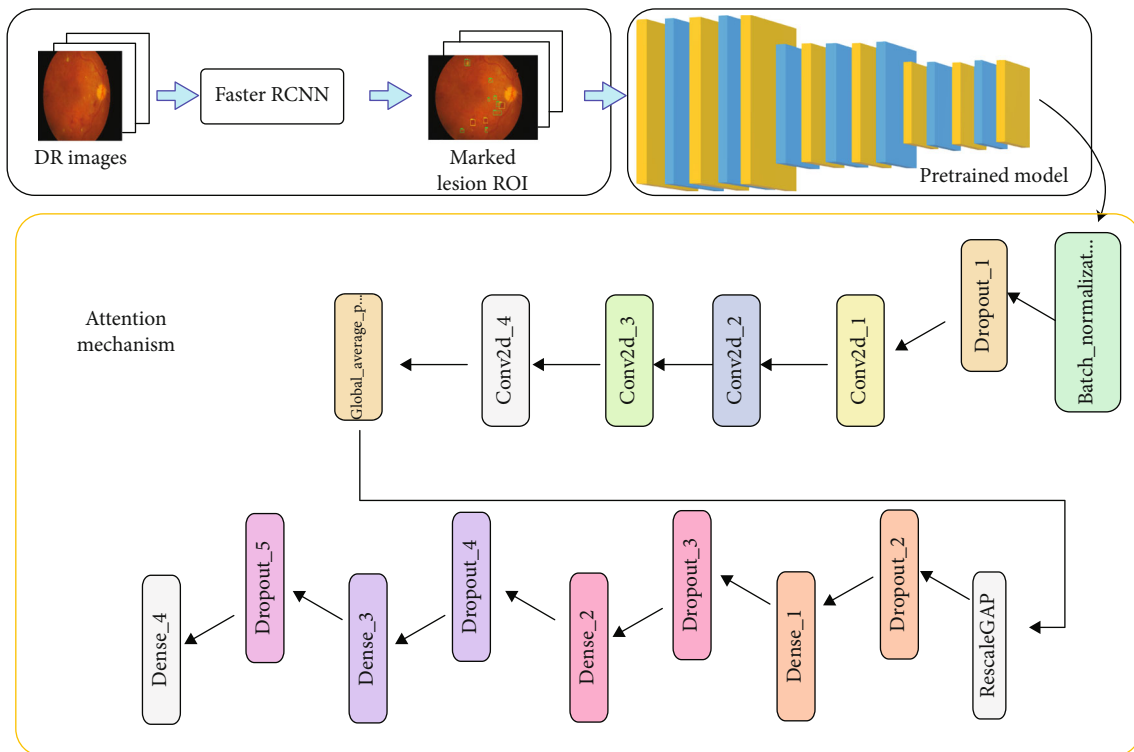 DR images
Faster RCNN
Marked
lesion ROI
Pretrained model
Attention
mechanism
Batch_normalizat...
Dropout_1
Conv2d_1
Conv2d_2
Conv2d_3
Conv2d_4
Global_average_p...
RescaleGAP
Dropout_2
Dense_1
Dropout_3
Dense_2
Dropout_4
Dense_3
Dropout_5
Dense_4